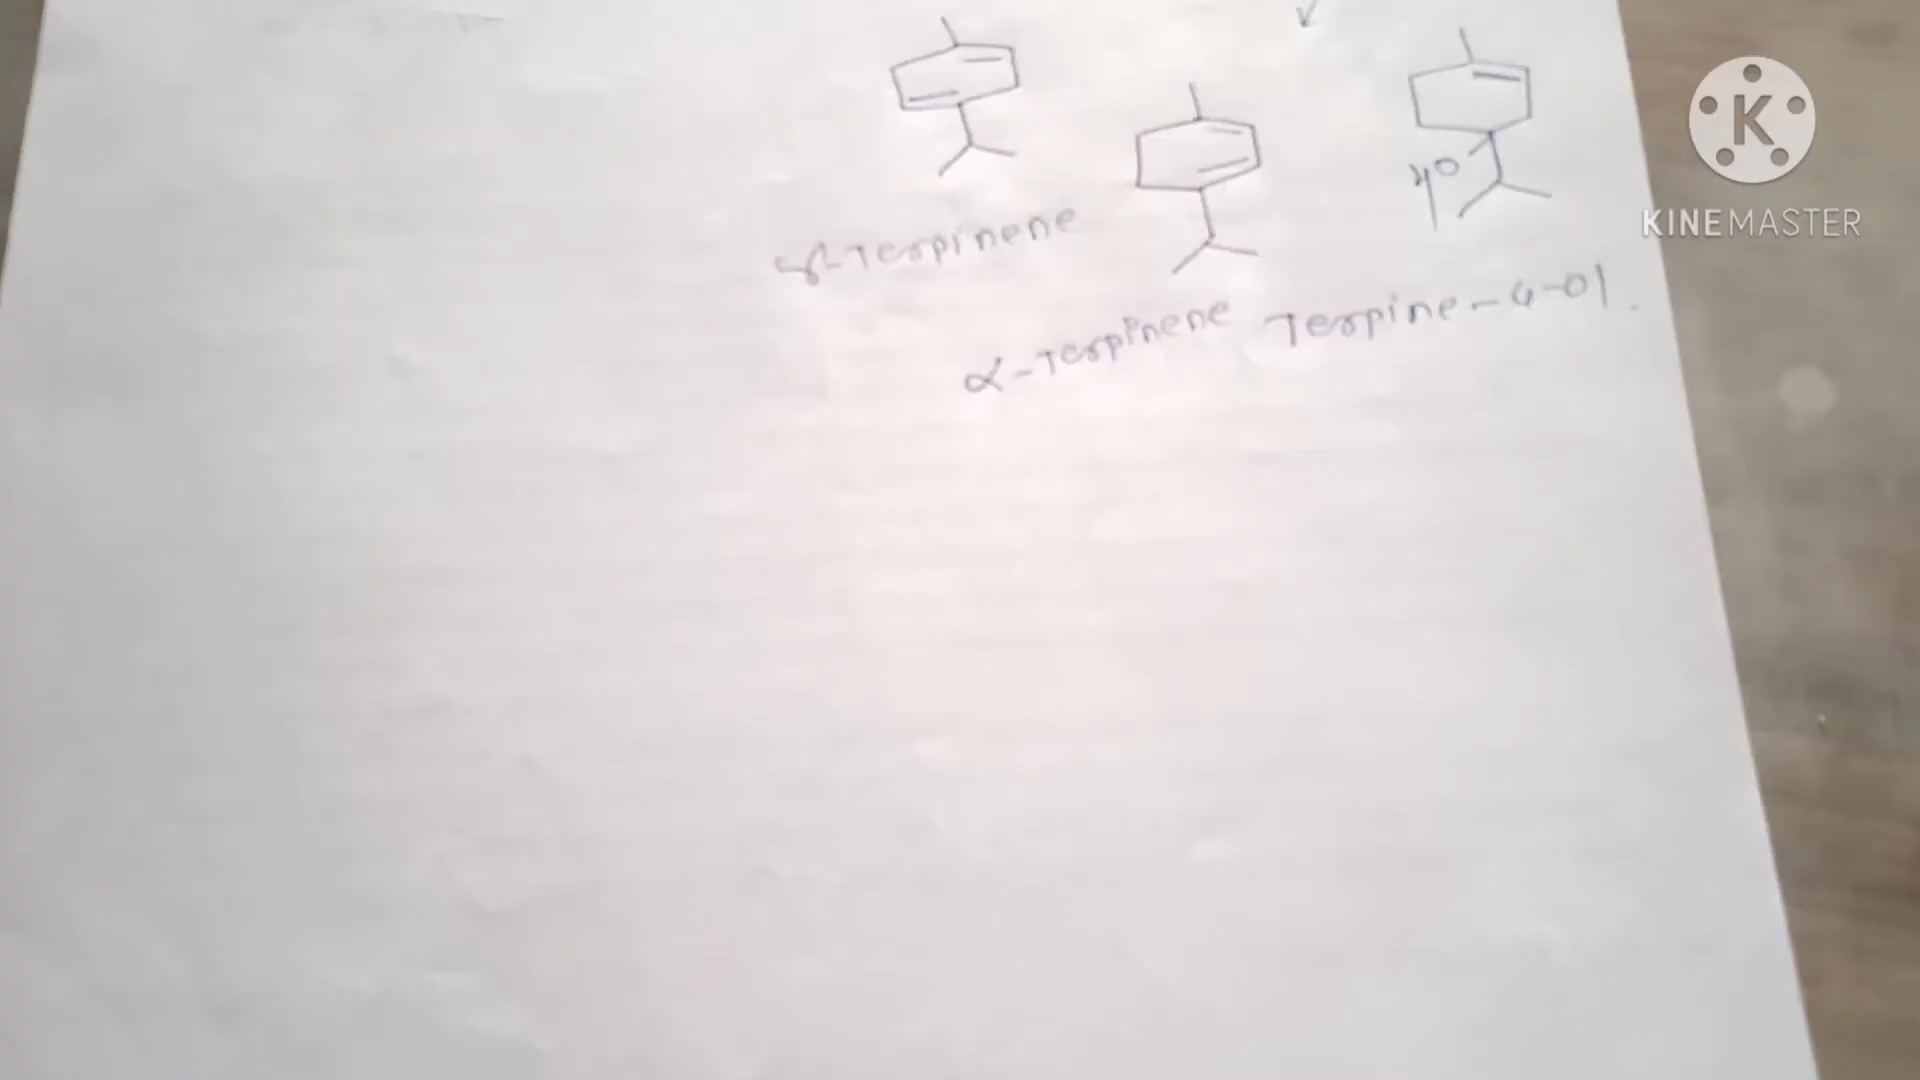 HO
γ-Terpinene
α-Terpinene
Terpine-4-ol.
K
KINEMASTER